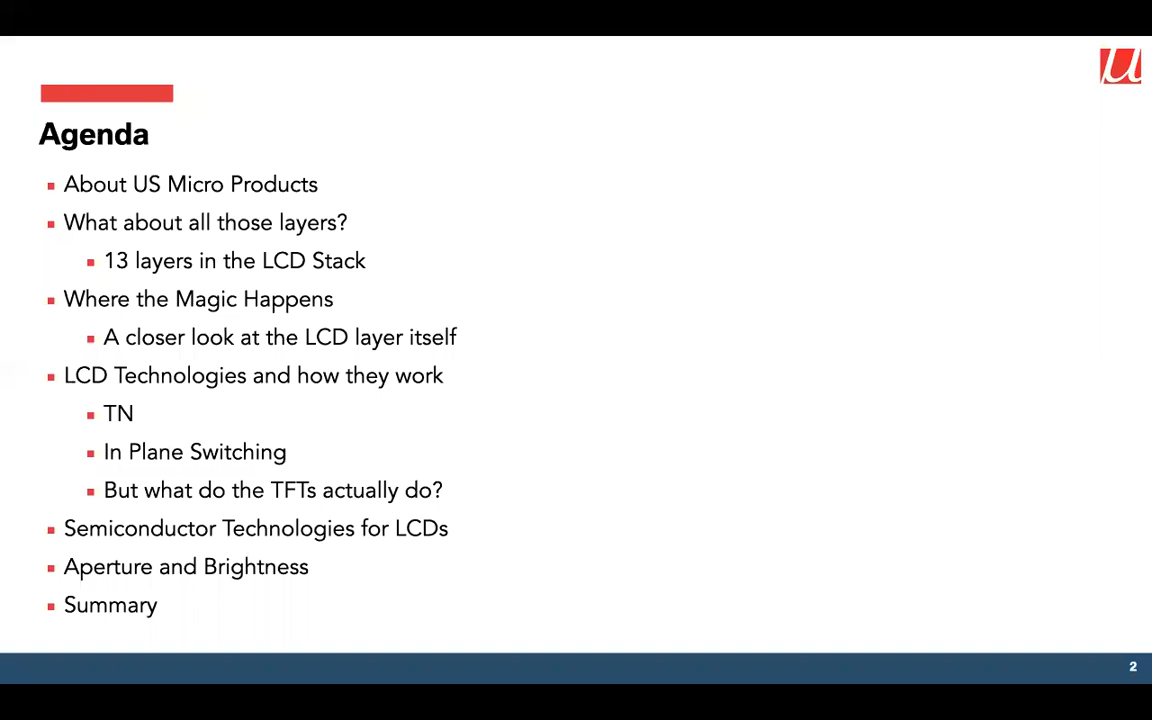 Agenda
About US Micro Products
What about all those layers?
13 layers in the LCD Stack
Where the Magic Happens
A closer look at the LCD layer itself
LCD Technologies and how they work
TN
In Plane Switching
But what do the TFTs actually do?
Semiconductor Technologies for LCDs
Aperture and Brightness
Summary
2